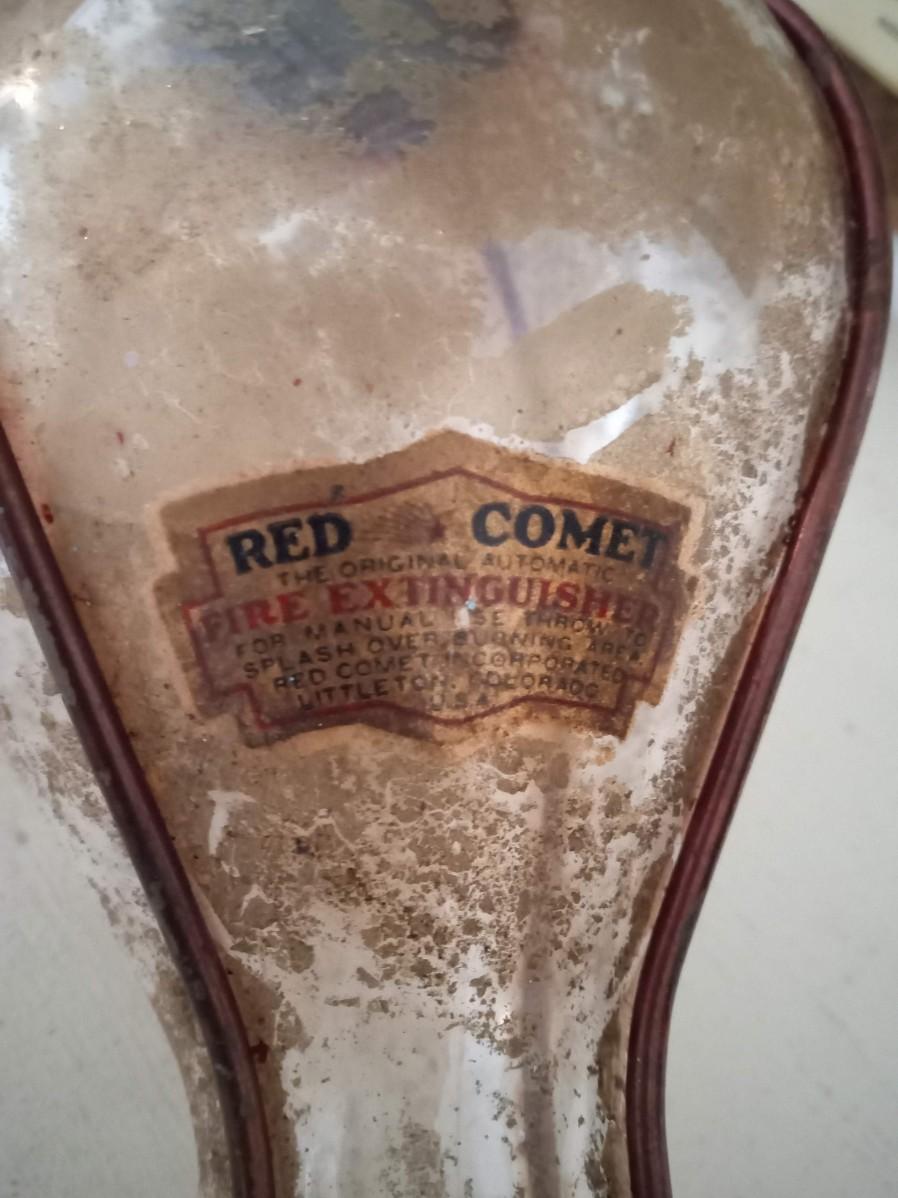 RED COMET
THE ORIGINAL AUTOMATIC
FIRE EXTINGUISHER
FOR MANUAL USE THROW TO
SPLASH OVER BURNING AREA
RED COMET INCORPORATED
LITTLETON, COLORADO
U.S.A.